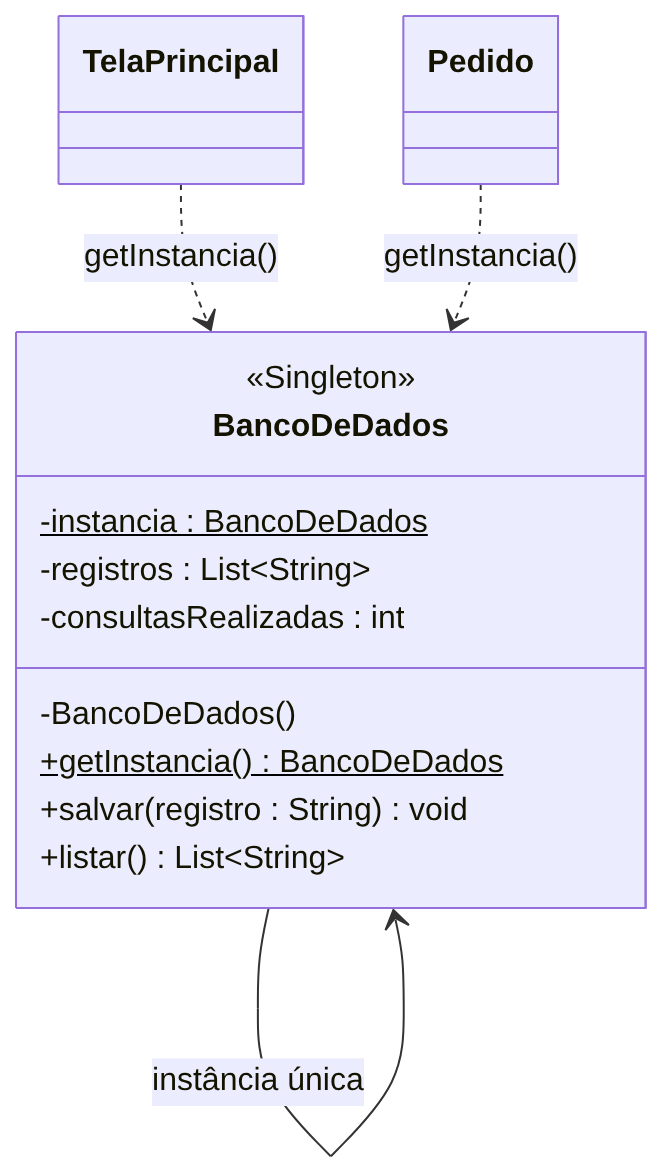 TelaPrincipal
Pedido
getInstancia()
getInstancia()
«Singleton»
BancoDeDados
-instancia : BancoDeDados
-registros : List<String>
-consultasRealizadas : int
-BancoDeDados()
+getInstancia() : BancoDeDados
+salvar(registro : String) : void
+listar() : List<String>
instância única